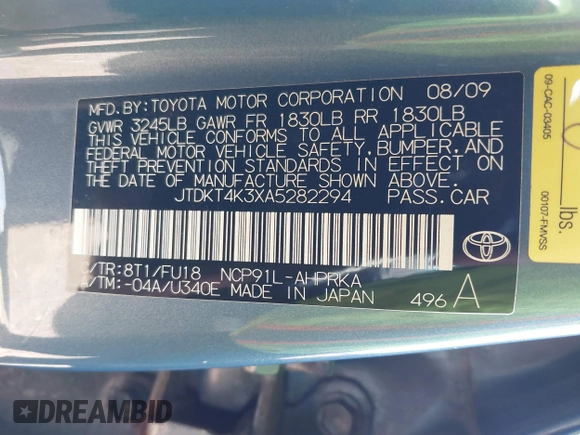 MFD.BY:TOYOTA MOTOR CORPORATION 08/09
GVWR 3245LB GAWR FR 1830LB RR 1830LB
THIS VEHICLE CONFORMS TO ALL APPLICABLE
FEDERAL MOTOR VEHICLE SAFETY,BUMPER,AND
THEFT PREVENTION STANDARDS IN EFFECT ON
THE DATE OF MANUFACTURE SHOWN ABOVE.
JTDKT4K3XA5282294 PASS.CAR
C/TR:8T1/FU18 NCP91L-AHPRKA
A/TM:-04A/U340E MADE IN JAPAN 496 A
09-CAC-03405
lbs.
00107-FMVSS
DREAMBID